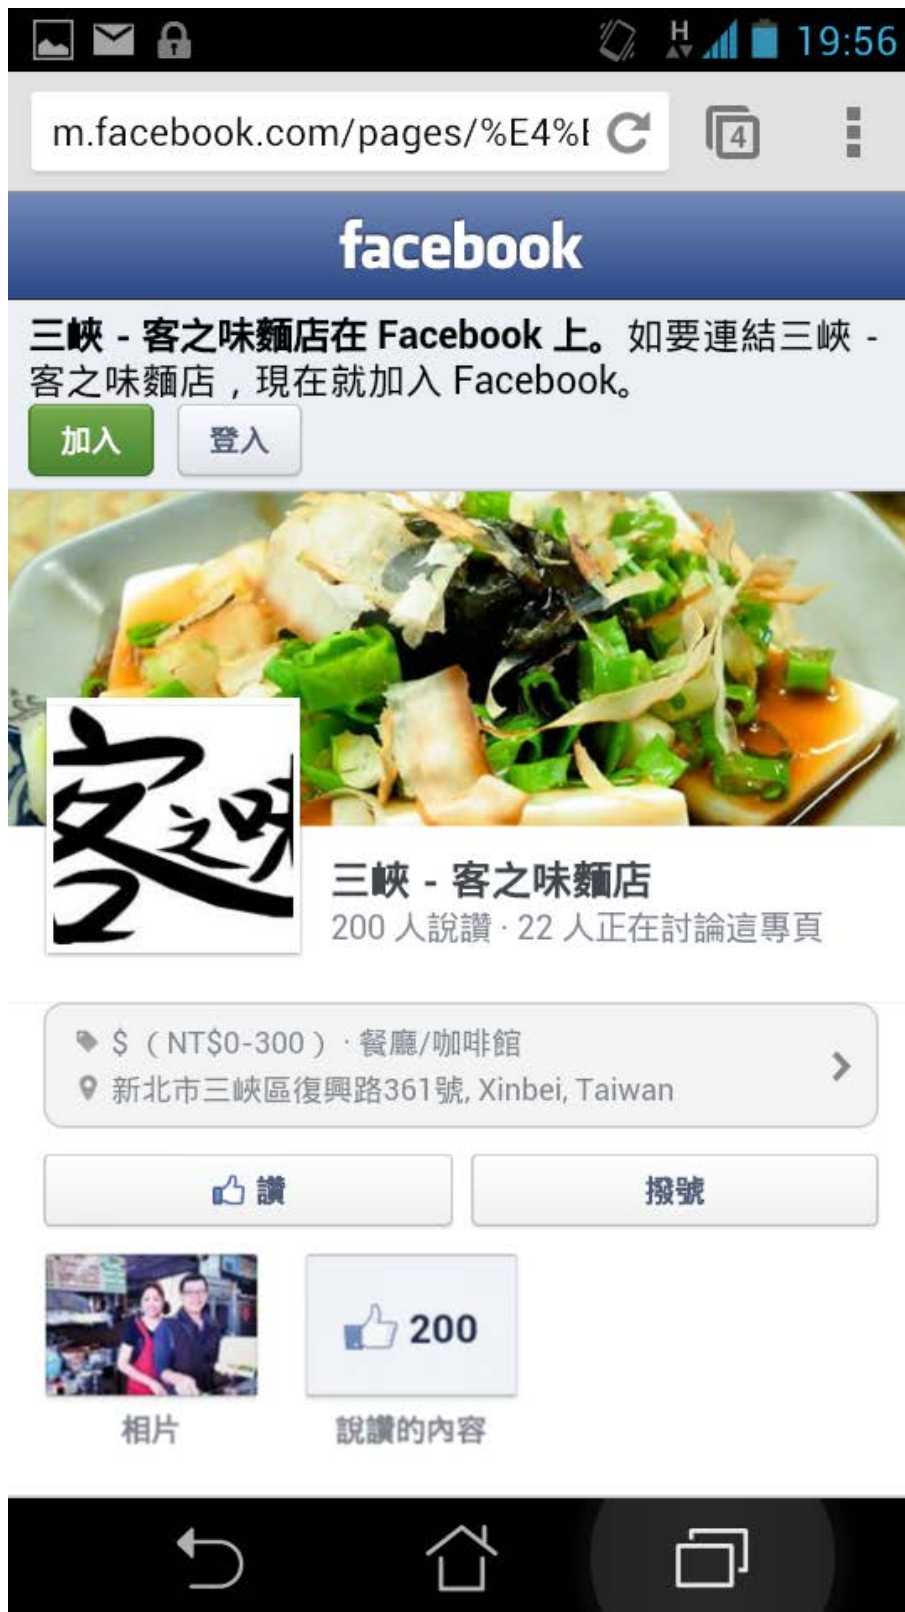 H
19:56
m.facebook.com/pages/%E4%E
4
facebook
三峽 - 客之味麵店在 Facebook 上。如要連結三峽 -
客之味麵店，現在就加入 Facebook。
加入 登入
客之味
三峽 - 客之味麵店
200 人說讚 · 22 人正在討論這專頁
$ （NT$0-300） · 餐廳/咖啡館
新北市三峽區復興路361號, Xinbei, Taiwan
讚 撥號
200
相片 說讚的內容